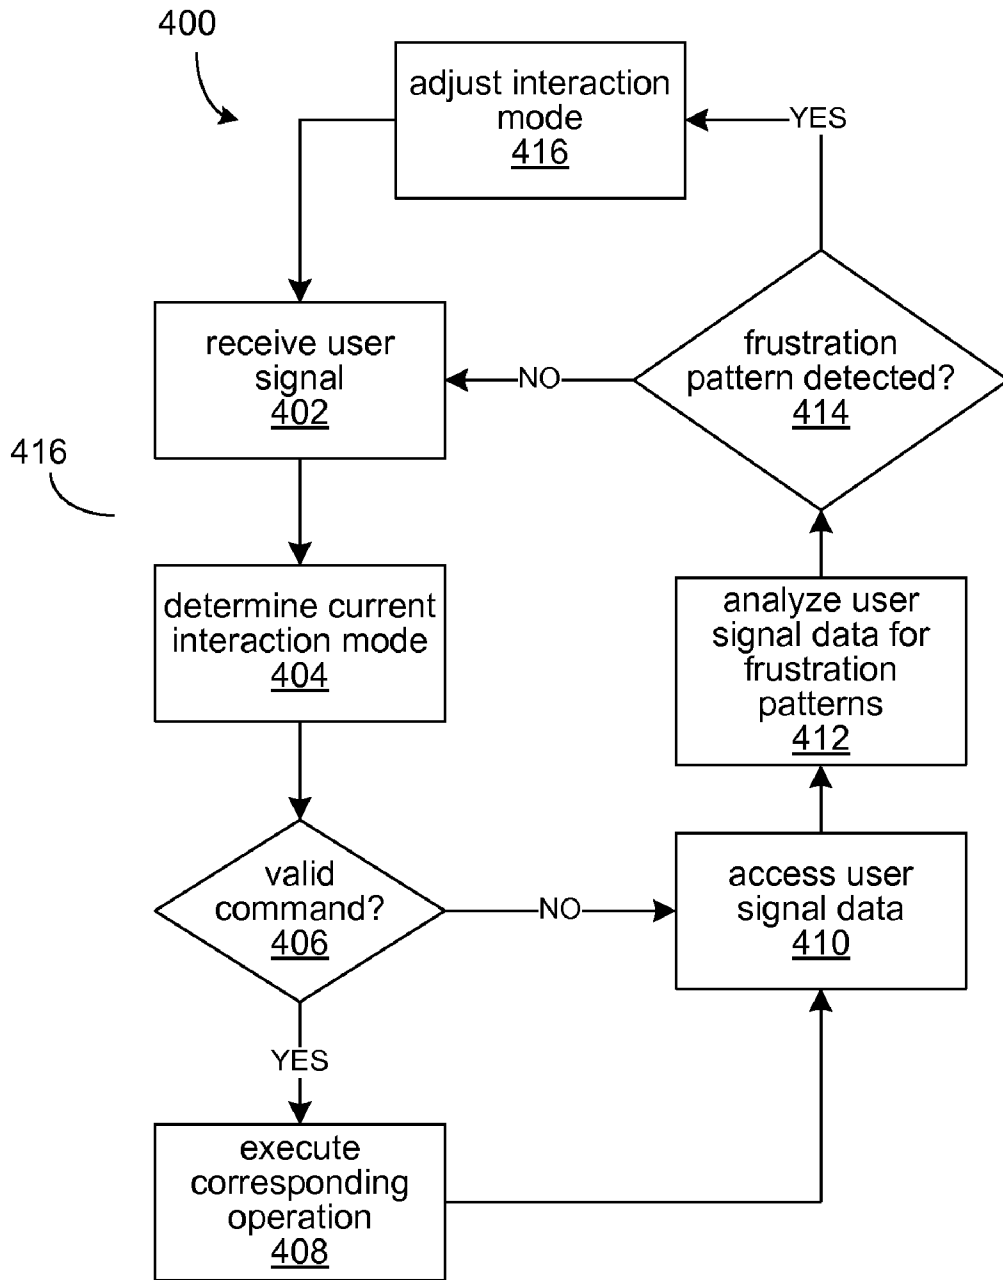 400
adjust interaction
mode
416
YES
receive user
signal
402
NO
frustration
pattern detected?
414
416
determine current
interaction mode
404
analyze user
signal data for
frustration
patterns
412
valid
command?
406
NO
access user
signal data
410
YES
execute
corresponding
operation
408